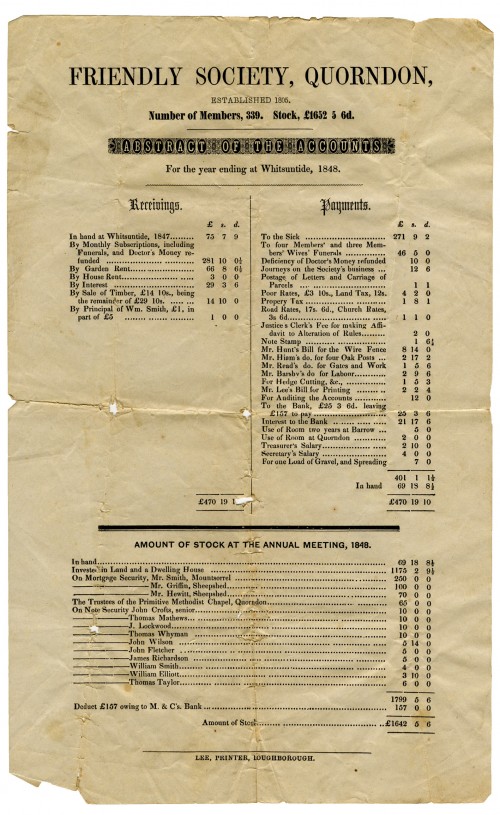 FRIENDLY SOCIETY, QUORNDON,
ESTABLISHED 1805.
Number of Members, 339. Stock, £1652 5 6d.
ABSTRACT OF THE ACCOUNTS
For the year ending at Whitsuntide, 1848.
Receivings.
£ s. d.
In hand at Whitsuntide, 1847......... 75 7 9
By Monthly Subscriptions, including
Funerals, and Doctor's Money re-
funded ................................. 281 10 0½
By Garden Rent........................... 66 8 6½
By House Rent............................ 3 0 0
By Interest .............................. 29 3 6
By Sale of Timber, £14 10s., being
the remainder of £29 10s. ....... 14 10 0
By Principal of Wm. Smith, £1, in
part of £5 ........................... 1 0 0
£470 19 1
Payments.
£ s. d.
To the Sick .............................. 271 9 2
To four Members' and three Mem-
bers' Wives' Funerals ............ 46 5 0
Deficiency of Doctor's Money refunded 10 0
Journeys on the Society's business ... 12 6
Postage of Letters and Carriage of
Parcels ................................. 1 1
Poor Rates, £3 10s., Land Tax, 12s. 4 2 0
Propery Tax .............................. 1 8 1
Road Rates, 17s. 6d., Church Rates,
3s 6d................................... 1 1 0
Justice's Clerk's Fee for making Affi-
davit to Alteration of Rules......... 2 0
Note Stamp .............................. 1 6½
Mr. Hunt's Bill for the Wire Fence 8 14 0
Mr. Hiam's do. for four Oak Posts ... 2 17 2
Mr. Read's do. for Gates and Work 1 5 6
Mr. Barsby's do for Labour............ 2 9 6
For Hedge Cutting, &c., ............... 1 5 3
Mr. Lee's Bill for Printing ............ 2 2 4
For Auditing the Accounts ............ 12 0
To the Bank, £25 3 6d. leaving
£157 to pay ........................... 25 3 6
Interest to the Bank ..................... 21 17 6
Use of Room two years at Barrow ... 5 0
Use of Room at Quorndon ............ 2 0 0
Treasurer's Salary........................ 2 10 0
Secretary's Salary ........................ 4 0 0
For one Load of Gravel, and Spreading 7 0
401 1 1½
In hand 69 18 8½
£470 19 10
AMOUNT OF STOCK AT THE ANNUAL MEETING, 1848.
In hand ................................. 69 18 8½
Invested in Land and a Dwelling House ................................. 1175 2 9½
On Mortgage Security, Mr. Smith, Mountsorrel ................................. 250 0 0
Mr. Griffin, Sheepshed................................. 100 0 0
Mr. Hewitt, Sheepshed................................. 70 0 0
The Trustees of the Primitive Methodist Chapel, Quorndon................................. 65 0 0
On Note Security John Crofts, senior................................. 10 0 0
Thomas Mathews................................. 10 0 0
J. Lockwood................................. 10 0 0
Thomas Whyman ................................. 10 0 0
John Wilson ................................. 5 14 0
John Fletcher ................................. 5 0 0
James Richardson ................................. 5 0 0
William Smith................................. 4 0 0
William Elliott................................. 3 10 0
Thomas Taylor................................. 6 0 0
1799 5 6
Deduct £157 owing to M. & C's. Bank ................................. 157 0 0
Amount of Stock................................. £1642 5 6
LEE, PRINTER, LOUGHBOROUGH.